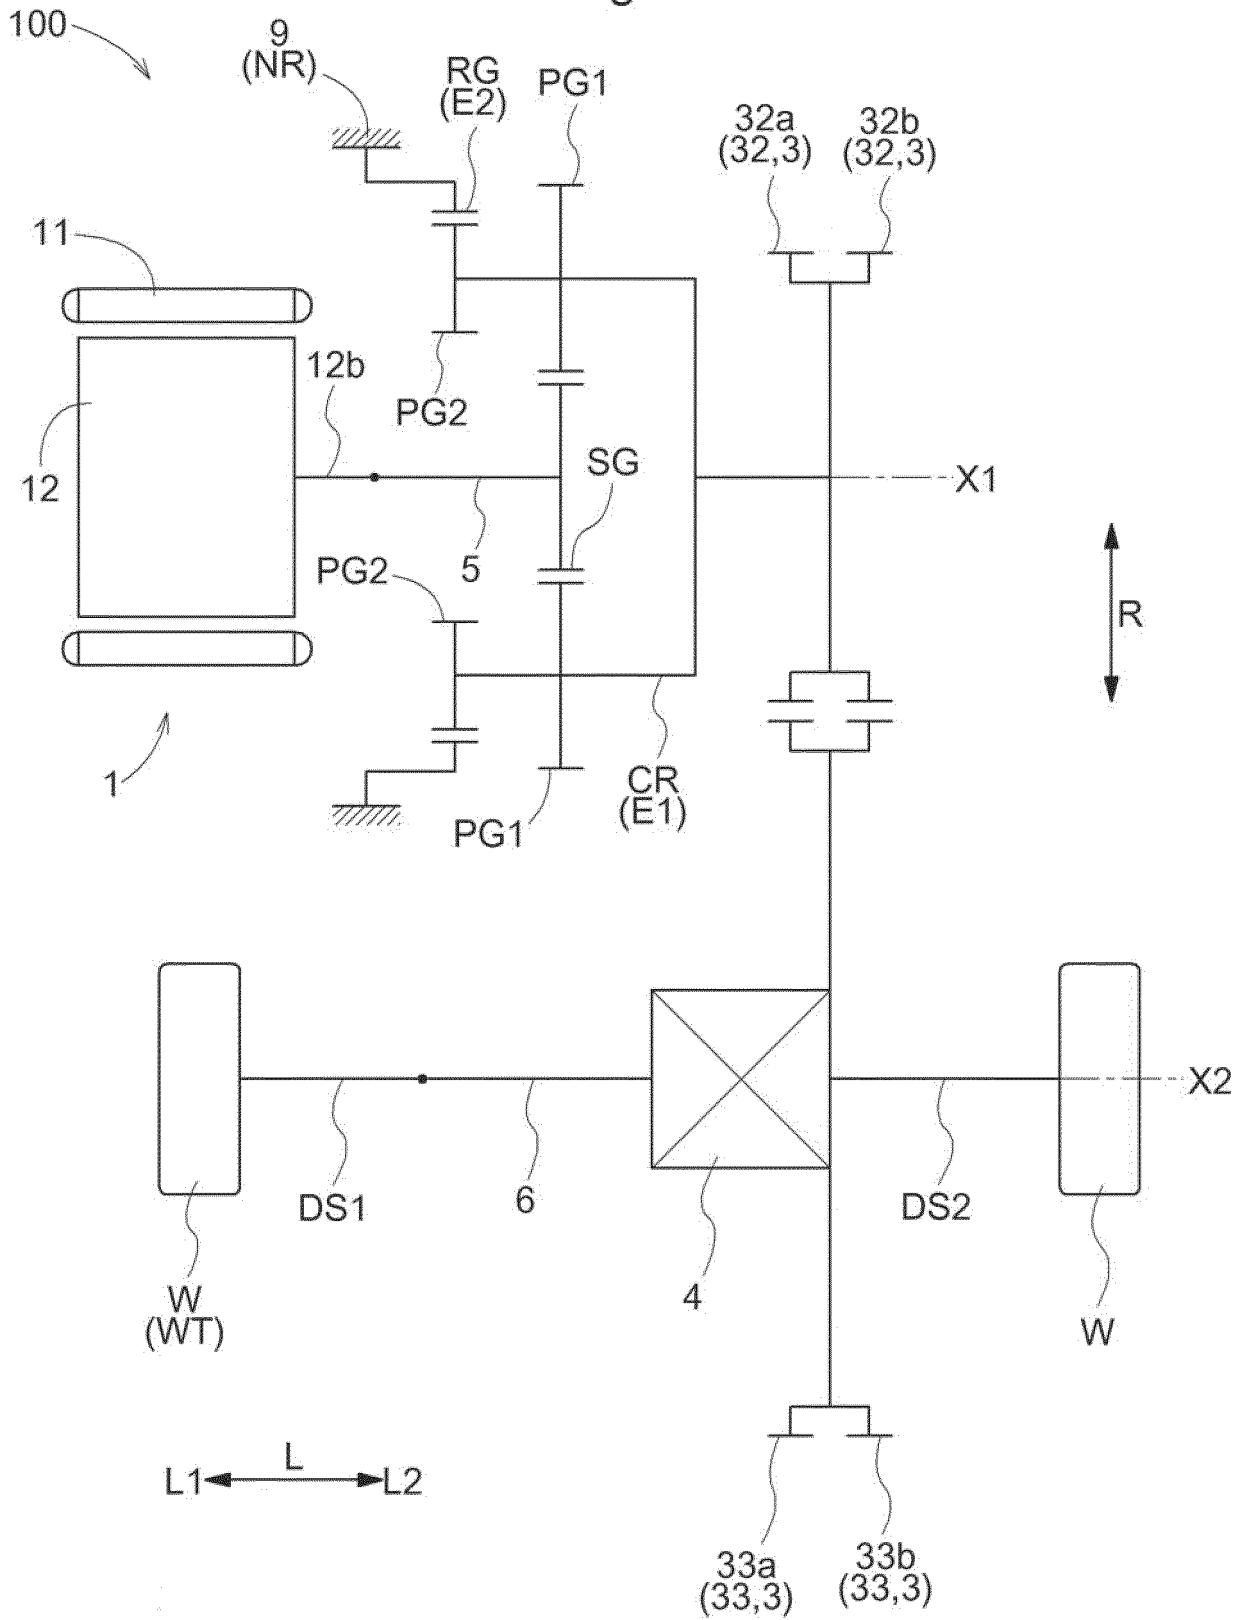 100
9
(NR)
RG
(E2)
PG1
32a
(32,3)
32b
(32,3)
11
12b
PG2
12
SG
X1
5
PG2
R
1
CR
(E1)
PG1
X2
DS1
6
DS2
4
W
(WT)
W
L
L1
L2
33a
(33,3)
33b
(33,3)